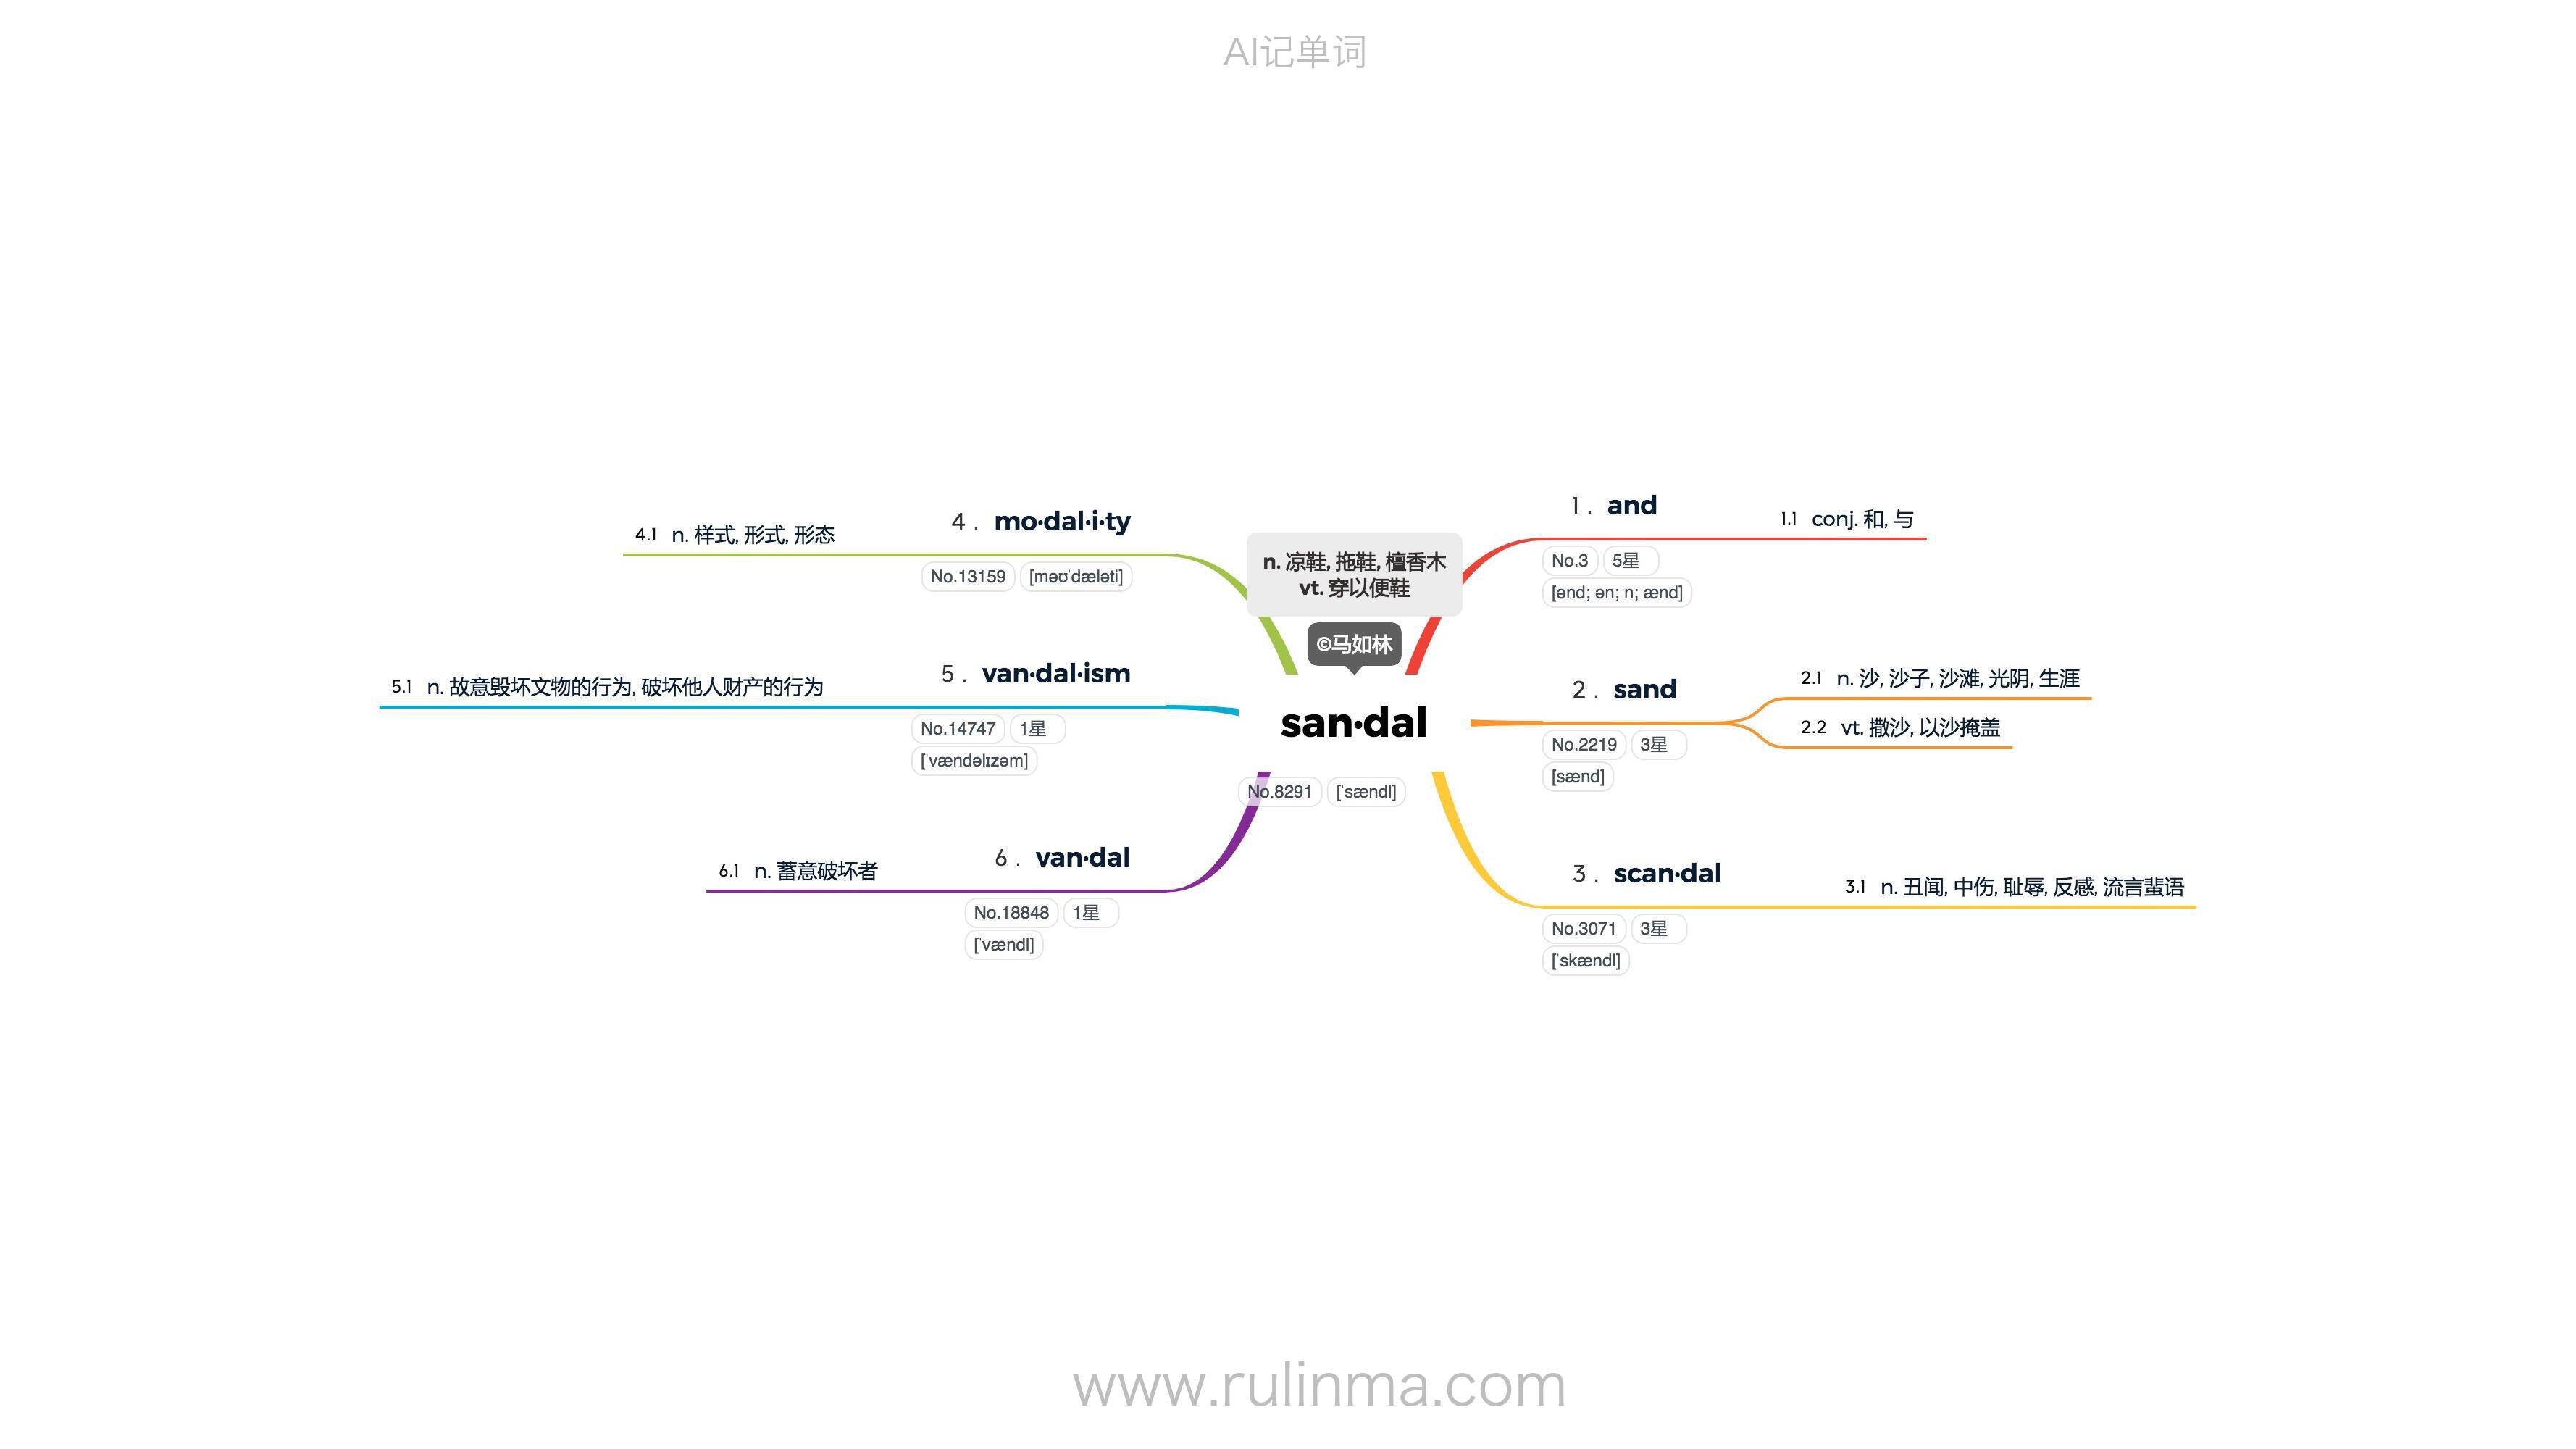 AI记单词
n. 凉鞋, 拖鞋, 檀香木
vt. 穿以便鞋
©马如林
san·dal
No.8291 [ˈsændl]
1. and
No.3 5星
[ənd; ən; n; ænd]
1.1 conj. 和, 与
2. sand
No.2219 3星
[sænd]
2.1 n. 沙, 沙子, 沙滩, 光阴, 生涯
2.2 vt. 撒沙, 以沙掩盖
3. scan·dal
No.3071 3星
[ˈskændl]
3.1 n. 丑闻, 中伤, 耻辱, 反感, 流言蜚语
4. mo·dal·i·ty
No.13159 [məʊˈdæləti]
4.1 n. 样式, 形式, 形态
5. van·dal·ism
No.14747 1星
[ˈvændəlɪzəm]
5.1 n. 故意毁坏文物的行为, 破坏他人财产的行为
6. van·dal
No.18848 1星
[ˈvændl]
6.1 n. 蓄意破坏者
www.rulinma.com